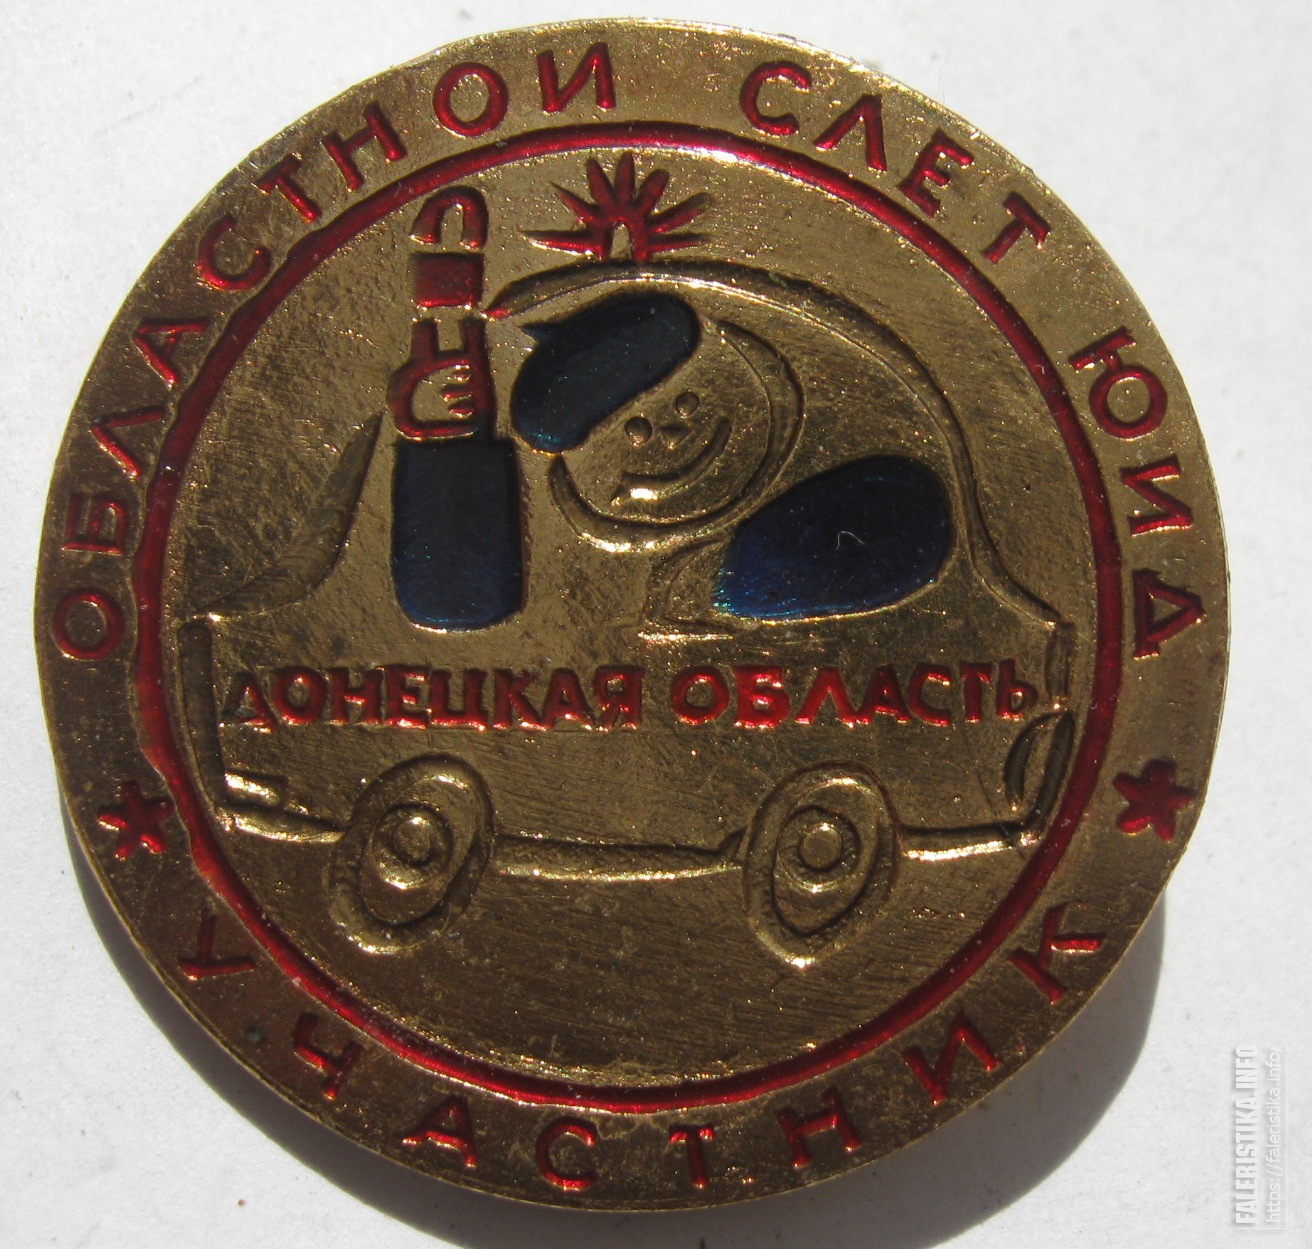 ОБЛАСТНОЙ СЛЕТ ЮИД
ДОНЕЦКАЯ ОБЛАСТЬ
УЧАСТНИК
FALERISTIKA.INFO
https://faleristika.info/